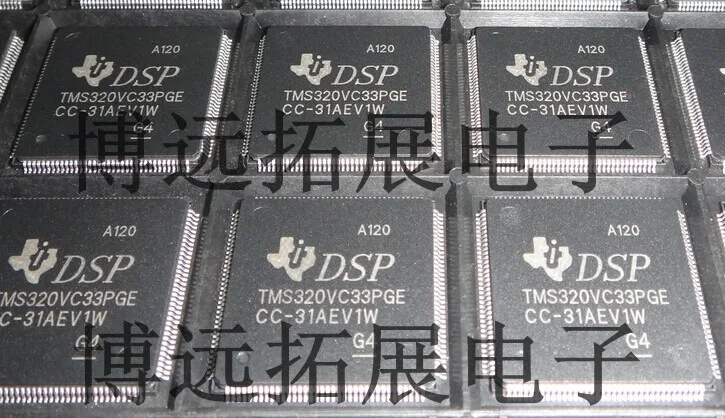 A120
DSP
TMS320VC33PGE
CC-31AEV1W
G4
A120
DSP
TMS320VC33PGE
CC-31AEV1W
G4
A120
DSP
TMS320VC33PGE
CC-31AEV1W
G4
博远拓展电子
A120
DSP
TMS320VC33PGE
CC-31AEV1W
G4
A120
DSP
TMS320VC33PGE
CC-31AEV1W
G4
A120
DSP
TMS320VC33PGE
CC-31AEV1W
G4
博远拓展电子